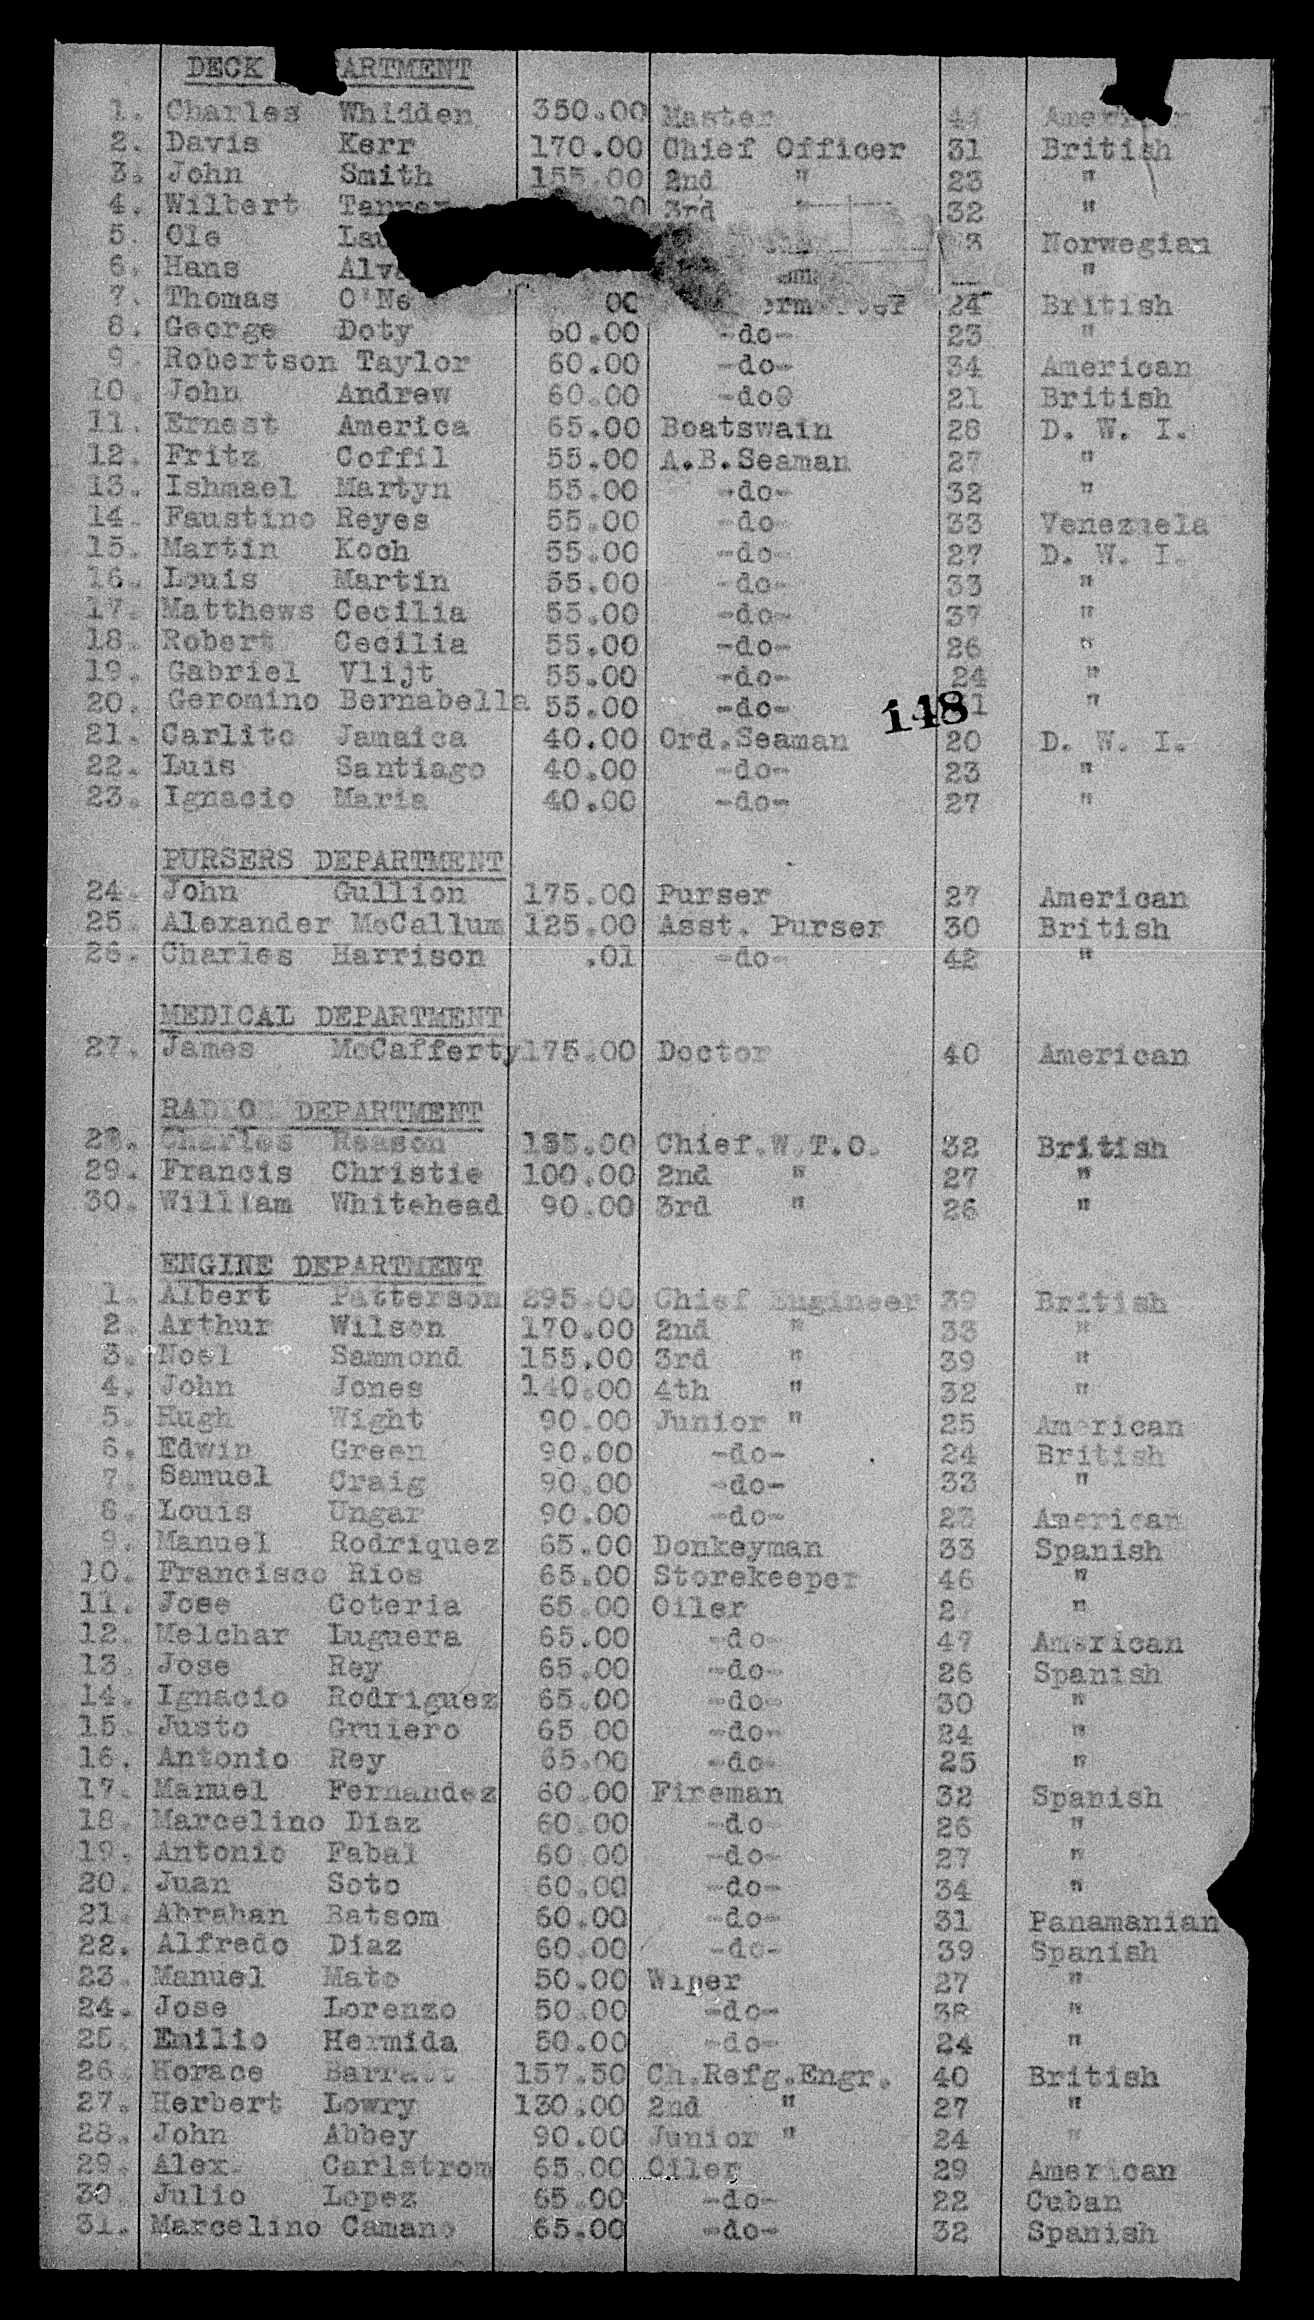 DECK ARTMENT
1. Charles Whidden 350.00 Master 44
2. Davis Kerr 170.00 Chief Officer 31 British
3. John Smith 155.00 2nd " 23 "
4. Wilbert 3rd " 32 "
5. Ole Norwegian
6. Hans "
7. Thomas 24 British
8. George Doty 60.00 -do- 23 "
9. Robertson Taylor 60.00 -do- 34 American
10. John Andrew 60.00 -do@ 21 British
11. Ernest America 65.00 Boatswain 28 D. W. I.
12. Fritz Coffil 55.00 A.B.Seaman 27 "
13. Ishmael Martyn 55.00 -do- 32 "
14. Faustino Reyes 55.00 -do- 33 Venezuela
15. Martin Koch 55.00 -do- 27 D. W. I.
16. Louis Martin 55.00 -do- 33 "
17. Matthews Cecilia 55.00 -do- 37 "
18. Robert Cecilia 55.00 -do- 26 "
19. Gabriel Vlijt 55.00 -do- 24 "
20. Geromino Bernabella 55.00 -do- "
148
21. Carlito Jamaica 40.00 Ord.Seaman 20 D. W. I.
22. Luis Santiago 40.00 -do- 23 "
23. Ignacio Maria 40.00 -do- 27 "
PURSERS DEPARTMENT
24. John Gullion 175.00 Purser 27 American
25. Alexander McCallum 125.00 Asst. Purser 30 British
26. Charles Harrison .01 -do- 42 "
MEDICAL DEPARTMENT
27. James McCafferty 175.00 Doctor 40 American
RADIO DEPARTMENT
28. Charles Reason Chief.W.T.O. 32 British
29. Francis Christie 100.00 2nd " 27 "
30. William Whitehead 90.00 3rd " 26 "
ENGINE DEPARTMENT
1. Albert Patterson 295.00 Chief Engineer 39 British
2. Arthur Wilson 170.00 2nd " 33 "
3. Noel Sammond 155.00 3rd " 39 "
4. John Jones 140.00 4th " 32 "
5. Hugh Wight 90.00 Junior " 25 American
6. Edwin Green 90.00 -do- 24 British
7. Samuel Craig 90.00 -do- 33 "
8. Louis Ungar 90.00 -do- 23 American
9. Manuel Rodriquez 65.00 Donkeyman 33 Spanish
10. Francisco Rios 65.00 Storekeeper 46 "
11. Jose Coteria 65.00 Oiler "
12. Melchar Luguera 65.00 -do- 47 American
13. Jose Rey 65.00 -do- 26 Spanish
14. Ignacio Rodriguez 65.00 -do- 30 "
15. Justo Gruiero 65 00 -do- 24 "
16. Antonio Rey 65.00 -do- 25 "
17. Manuel Fernandez 60.00 Fireman 32 Spanish
18. Marcelino Diaz 60.00 -do- 26 "
19. Antonio Fabal 60.00 -do- 27 "
20. Juan Soto 60.00 -do- 34 "
21. Abrahan Batsom 60.00 -do- 31 Panamanian
22. Alfredo Diaz 60.00 -do- 39 Spanish
23. Manuel Mato 50.00 Wiper 27 "
24. Jose Lorenzo 50.00 -do- 38 "
25. Emilio Hermida 50.00 -do- 24 "
26. Horace 157.50 Ch.Refg.Engr. 40 British
27. Herbert Lowry 130.00 2nd " 27 "
28. John Abbey 90.00 Junior " 24 "
29. Alex. Carlstrom 65.00 Oiler 29 American
30 Julio Lopez 65.00 -do- 22 Cuban
31. Marcelino Camano 65.00 -do- 32 Spanish